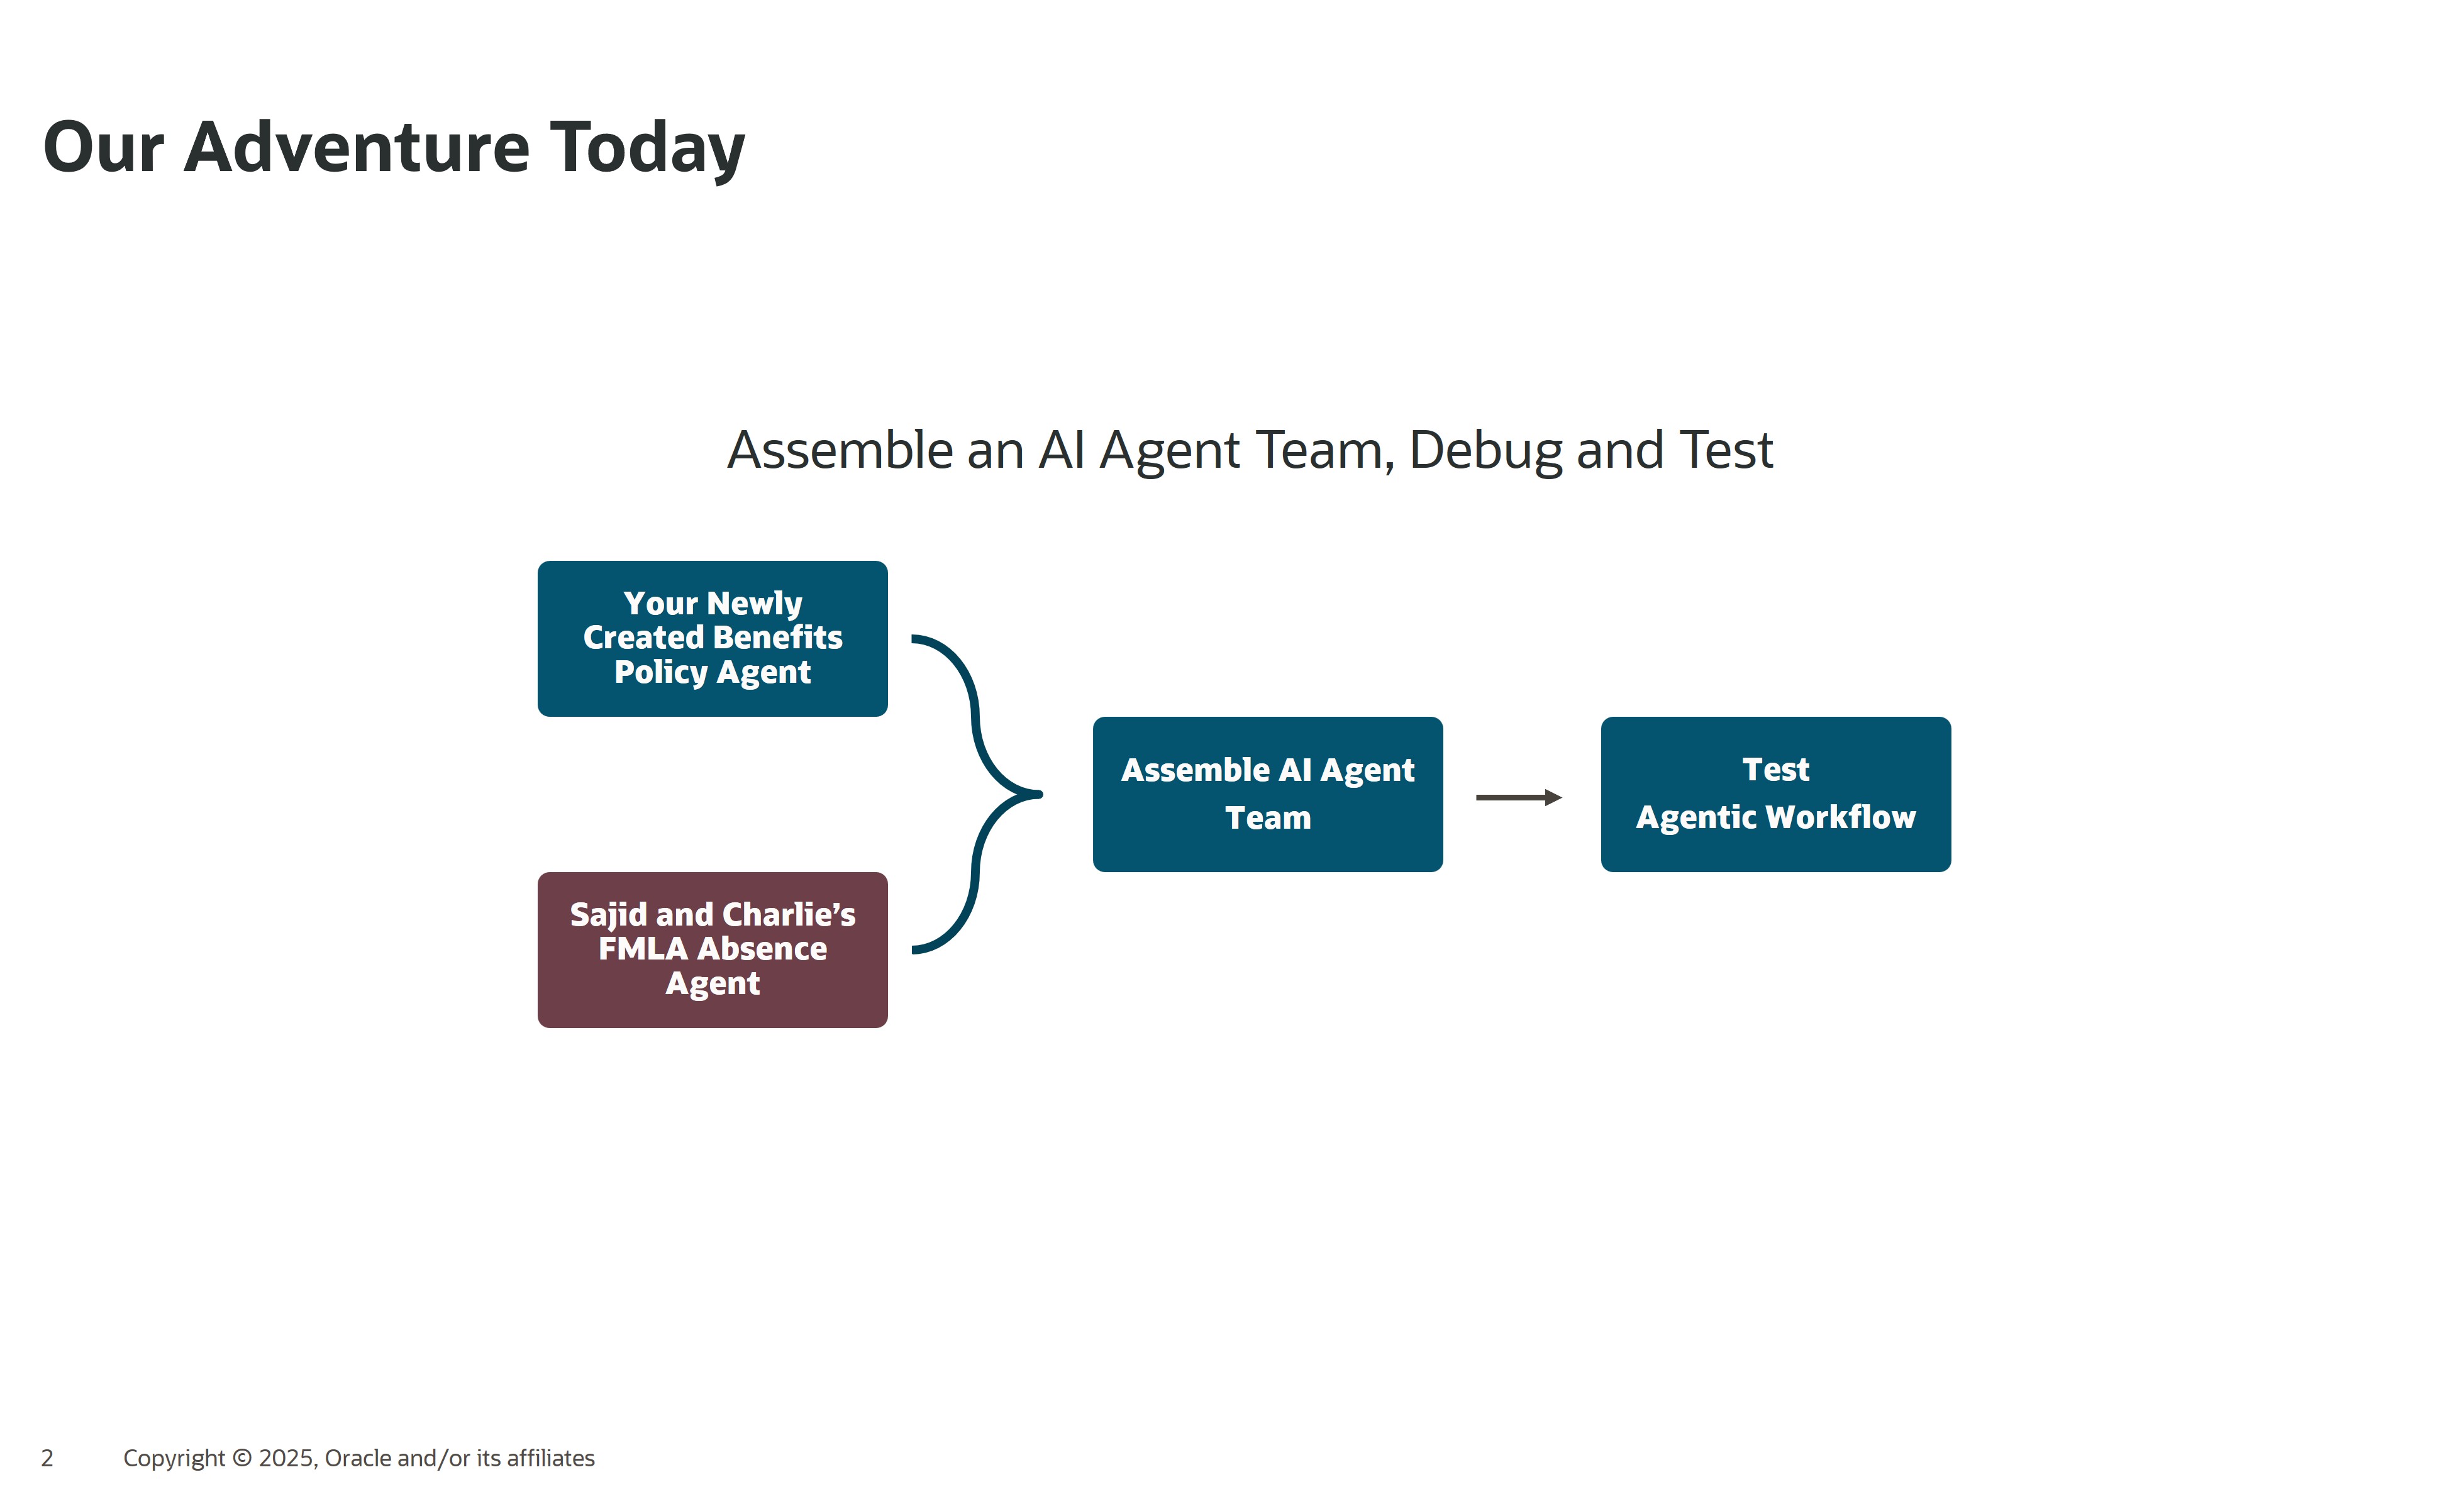 Our Adventure Today
Assemble an AI Agent Team, Debug and Test
Your Newly
Created Benefits
Policy Agent
Sajid and Charlie’s
FMLA Absence
Agent
Assemble AI Agent
Team
Test
Agentic Workflow
2 Copyright © 2025, Oracle and/or its affiliates